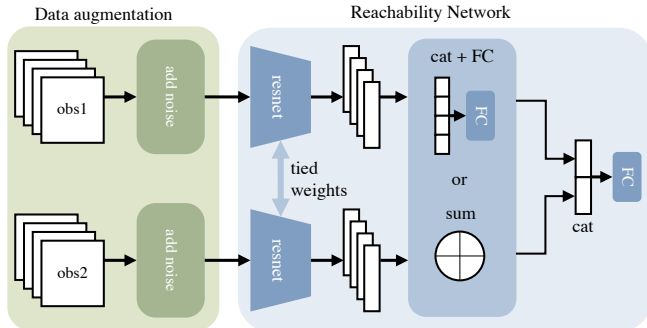 Data augmentation
Reachability Network
obs1
add noise
resnet
cat + FC
FC
tied
weights
or
sum
FC
cat
obs2
add noise
resnet